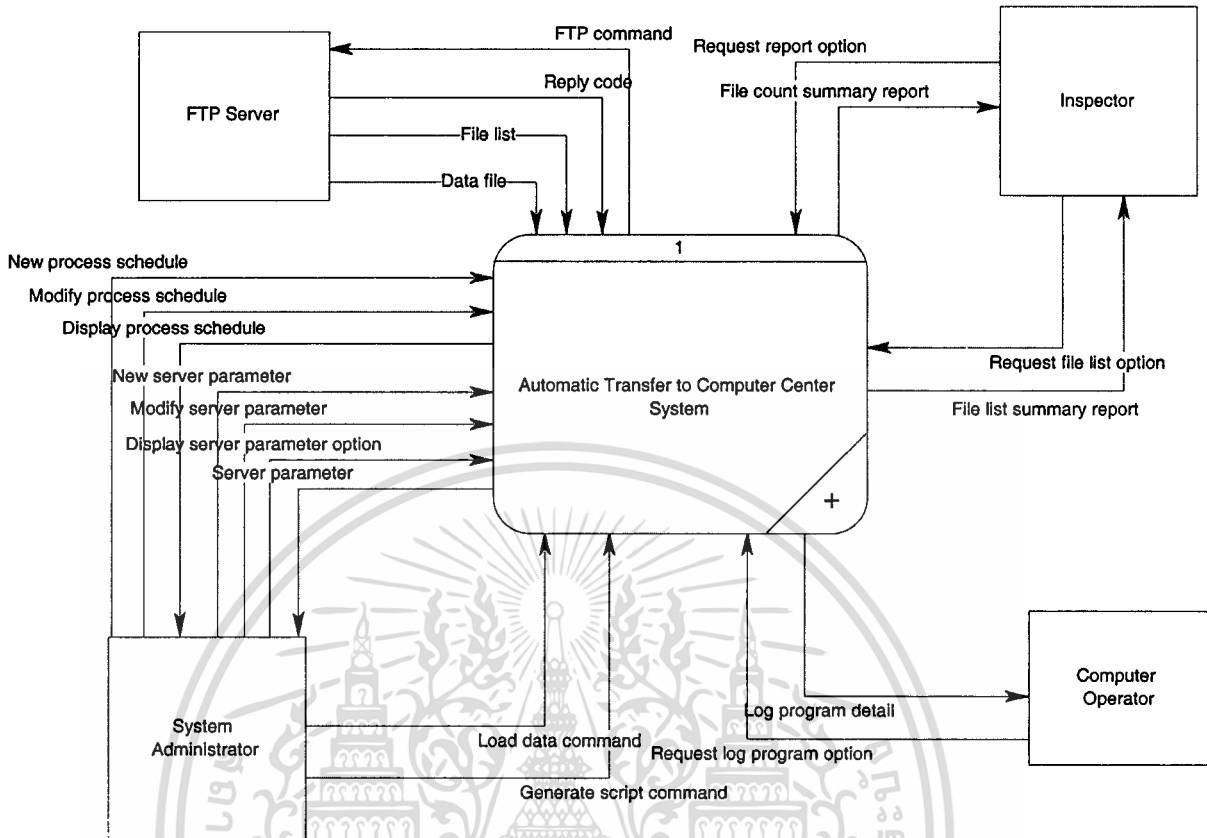 FTP command
Request report option
Reply code
File count summary report
FTP Server
Inspector
File list
Data file
1
New process schedule
Modify process schedule
Display process schedule
Request file list option
New server parameter
Automatic Transfer to Computer Center
System
Modify server parameter
File list summary report
Display server parameter option
Server parameter
+
Computer
Operator
Log program detail
System
Administrator
Load data command
Request log program option
Generate script command